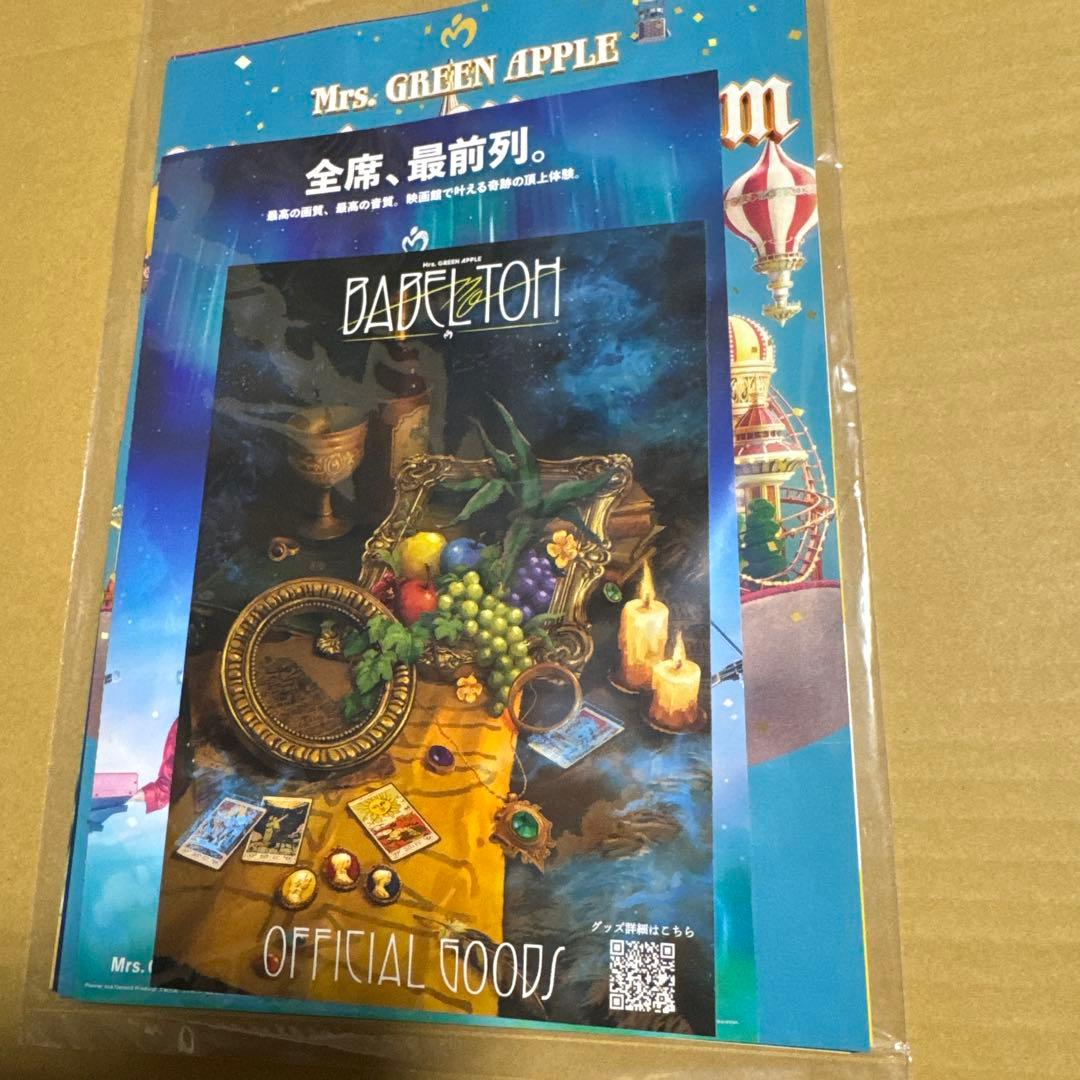 Mrs. GREEN APPLE
m
全席、最前列。
最高の画質、最高の音質。映画館で叶える奇跡の頂上体験。
Mrs. GREEN APPLE
BABEL no TOH
OFFICIAL GOODS
グッズ詳細はこちら
Mrs.